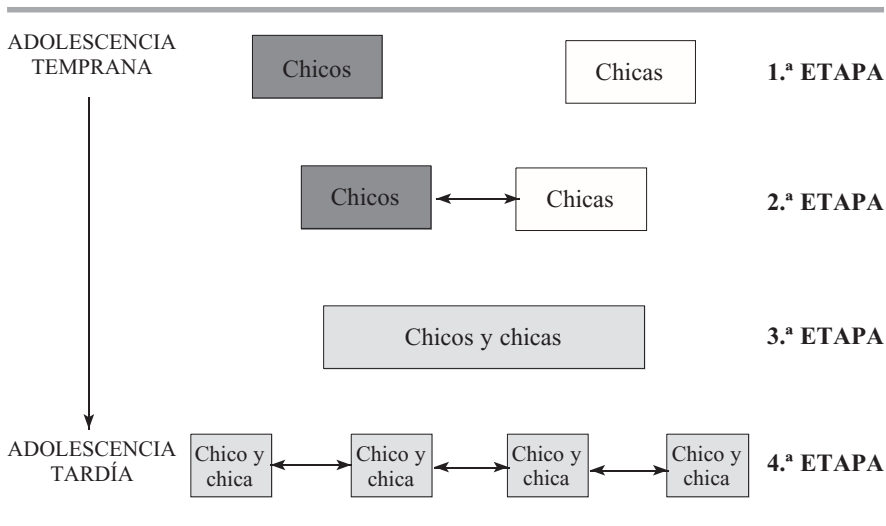 ADOLESCENCIA
TEMPRANA
Chicos
Chicas
1.ª ETAPA
Chicos
Chicas
2.ª ETAPA
Chicos y chicas
3.ª ETAPA
ADOLESCENCIA
TARDÍA
Chico y
chica
Chico y
chica
Chico y
chica
Chico y
chica
4.ª ETAPA